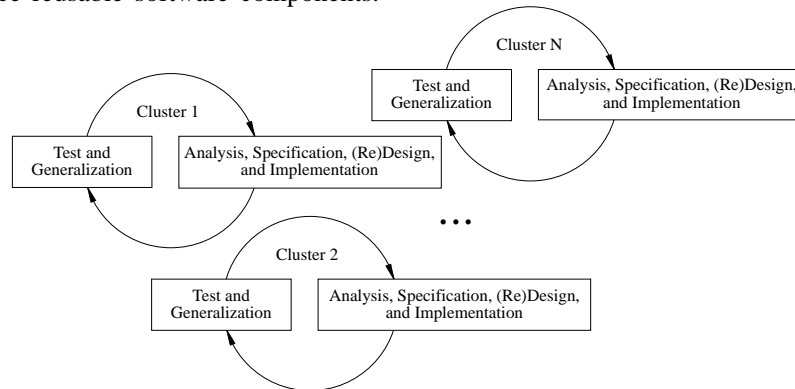 reusable software components.
Cluster N
Test and
Generalization
Analysis, Specification, (Re)Design,
and Implementation
Cluster 1
Test and
Generalization
Analysis, Specification, (Re)Design,
and Implementation
...
Cluster 2
Test and
Generalization
Analysis, Specification, (Re)Design,
and Implementation